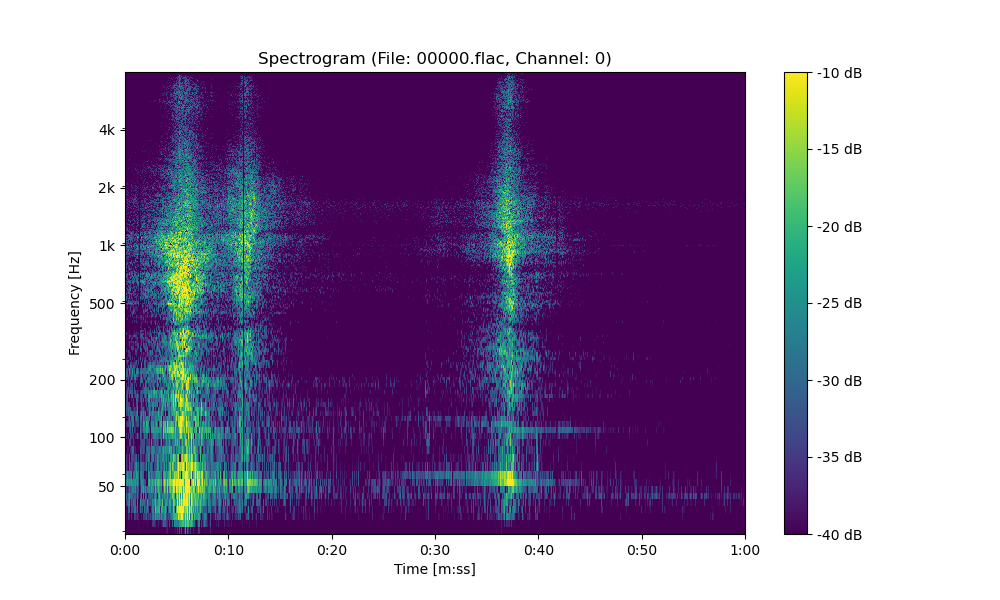 Spectrogram (File: 00000.flac, Channel: 0)
Frequency [Hz]
4k
2k
1k
500
200
100
50
0:00 0:10 0:20 0:30 0:40 0:50 1:00
Time [m:ss]
-10 dB
-15 dB
-20 dB
-25 dB
-30 dB
-35 dB
-40 dB